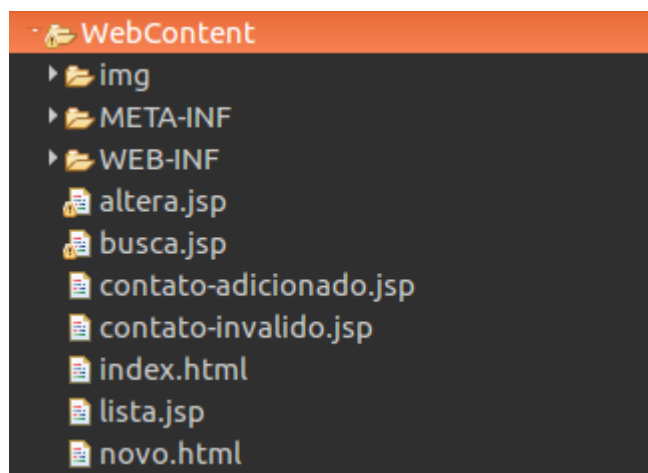 WebContent
img
META-INF
WEB-INF
altera.jsp
busca.jsp
contato-adicionado.jsp
contato-invalido.jsp
index.html
lista.jsp
novo.html